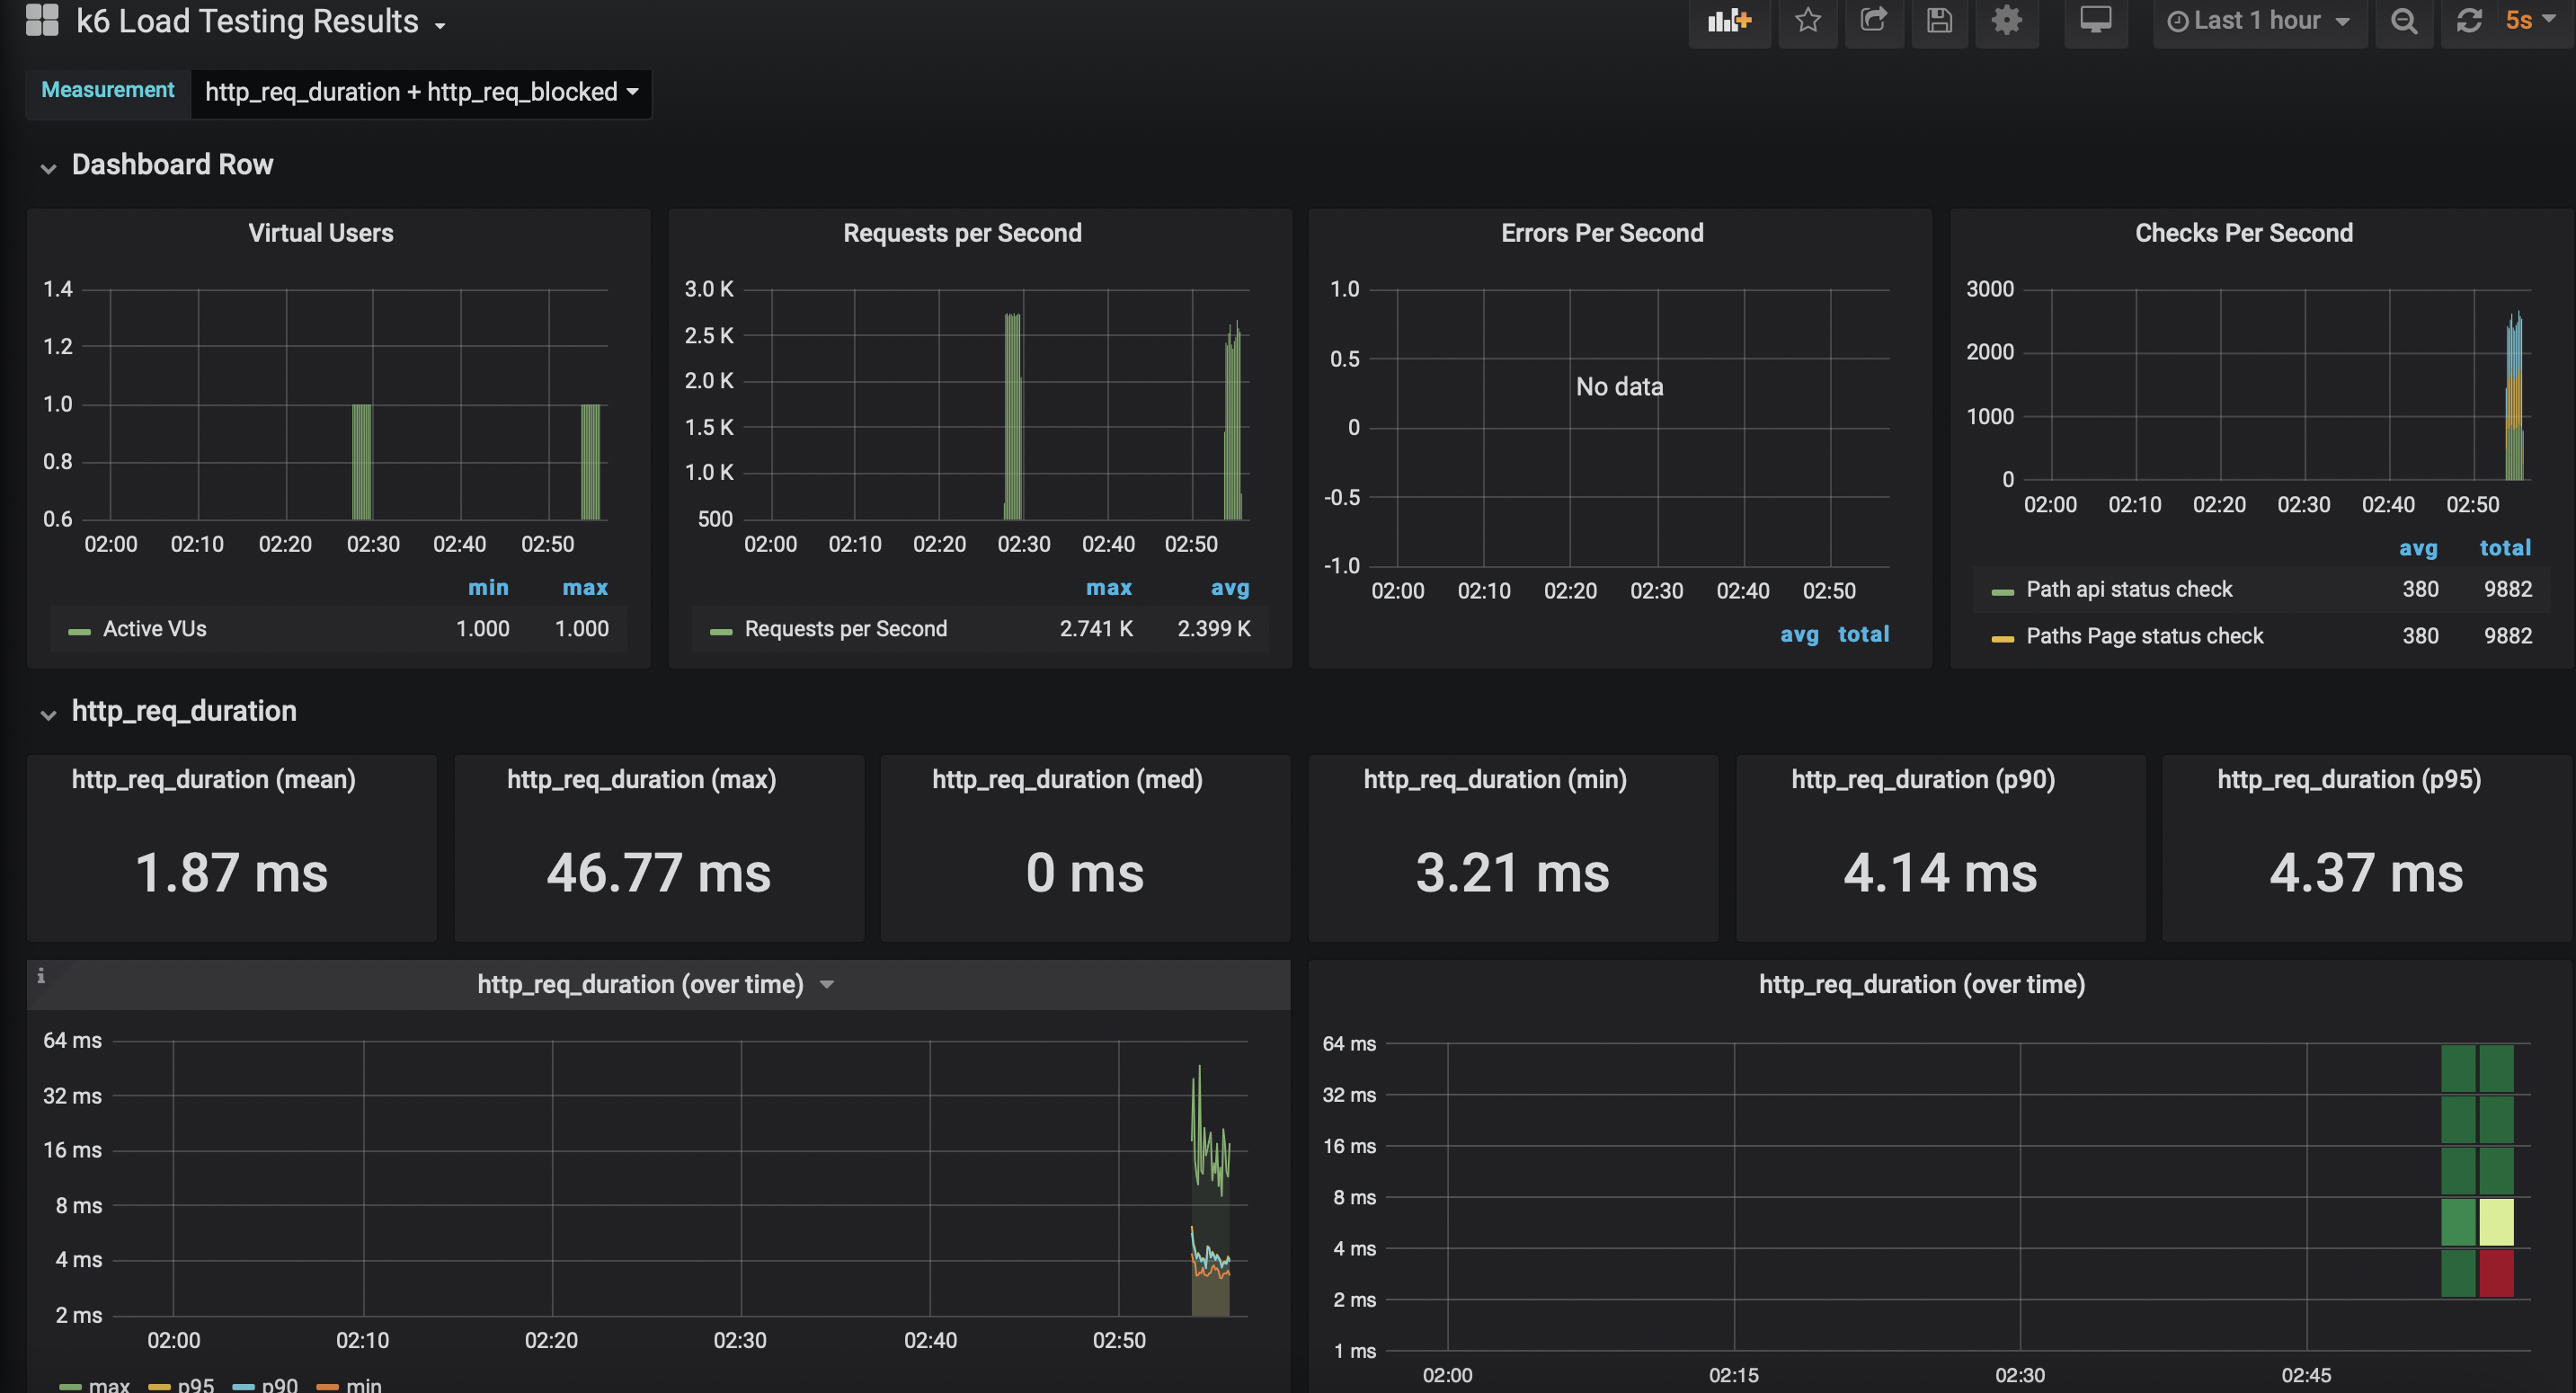 k6 Load Testing Results
Last 1 hour
5s
Measurement
http_req_duration + http_req_blocked
Dashboard Row
Virtual Users
1.4
1.2
1.0
0.8
0.6
02:00 02:10 02:20 02:30 02:40 02:50
min max
Active VUs 1.000 1.000
Requests per Second
3.0 K
2.5 K
2.0 K
1.5 K
1.0 K
500
02:00 02:10 02:20 02:30 02:40 02:50
max avg
Requests per Second 2.741 K 2.399 K
Errors Per Second
1.0
0.5
No data
0
-0.5
-1.0
02:00 02:10 02:20 02:30 02:40 02:50
avg total
Checks Per Second
3000
2000
1000
0
02:00 02:10 02:20 02:30 02:40 02:50
avg total
Path api status check 380 9882
Paths Page status check 380 9882
http_req_duration
http_req_duration (mean)
1.87 ms
http_req_duration (max)
46.77 ms
http_req_duration (med)
0 ms
http_req_duration (min)
3.21 ms
http_req_duration (p90)
4.14 ms
http_req_duration (p95)
4.37 ms
i
http_req_duration (over time)
64 ms
32 ms
16 ms
8 ms
4 ms
2 ms
02:00 02:10 02:20 02:30 02:40 02:50
max p95 p90 min
http_req_duration (over time)
64 ms
32 ms
16 ms
8 ms
4 ms
2 ms
1 ms
02:00 02:15 02:30 02:45